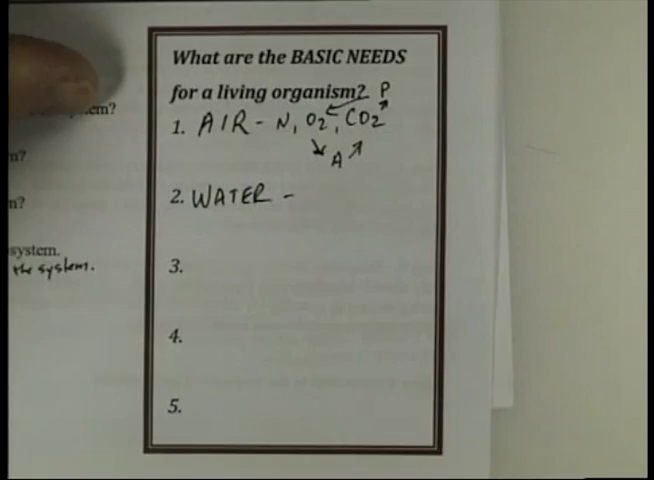 What are the BASIC NEEDS
for a living organism? P
1. AIR - N, O2, CO2
A
2. WATER -
3.
4.
5.
em?
n?
n?
system.
the system.